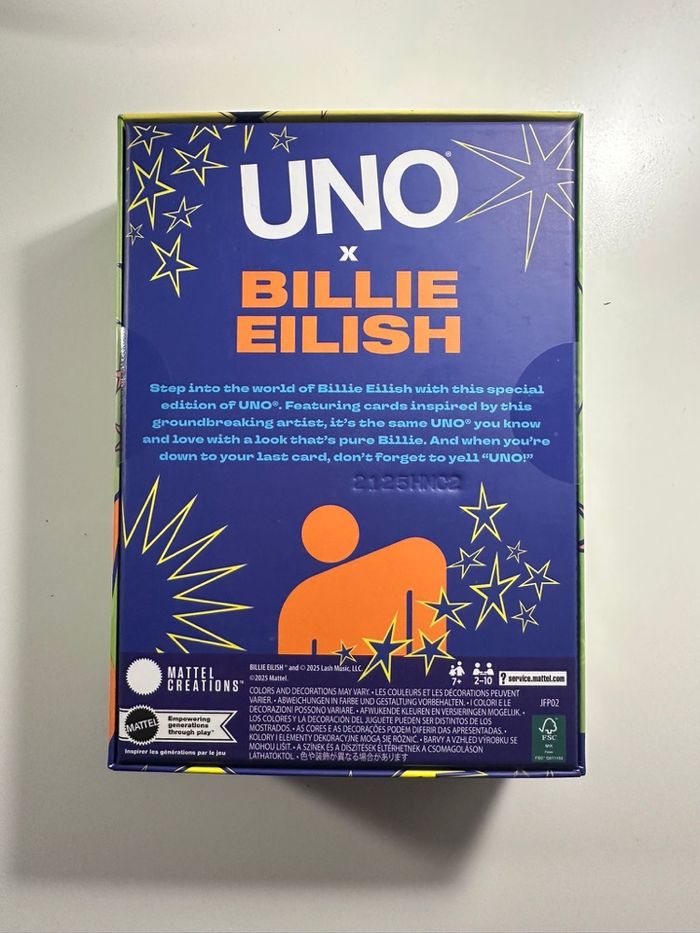 UNO®
x
BILLIE
EILISH
Step into the world of Billie Eilish with this special
edition of UNO®. Featuring cards inspired by this
groundbreaking artist, it's the same UNO® you know
and love with a look that's pure Billie. And when you're
down to your last card, don't forget to yell "UNO!"
2125HMC2
MATTEL
CREATIONS™
BILLIE EILISH ™ and © 2025 Lash Music, LLC.
©2025 Mattel.
7+
2-10
? service.mattel.com
COLORS AND DECORATIONS MAY VARY. • LES COULEURS ET LES DÉCORATIONS PEUVENT
VARIER. • ABWEICHUNGEN IN FARBE UND GESTALTUNG VORBEHALTEN. • I COLORI E LE
DECORAZIONI POSSONO VARIARE. • AFWIJKENDE KLEUREN EN VERSIERINGEN MOGELIJK. •
LOS COLORES Y LA DECORACIÓN DEL JUGUETE PUEDEN SER DISTINTOS DE LOS
MOSTRADOS. • AS CORES E AS DECORAÇÕES PODEM DIFERIR DAS APRESENTADAS. •
KOLORY I ELEMENTY DEKORACYJNE MOGĄ SIĘ RÓŻNIĆ. • BARVY A VZHLED VÝROBKU SE
MOHOU LIŠIT. • A SZÍNEK ÉS A DÍSZÍTÉSEK ELTÉRHETNEK A CSOMAGOLÁSON
LÁTHATÓKTÓL. • 色や装飾が異なる場合があります
JFP02
MATTEL
Empowering
generations
through play™
Inspirer les générations par le jeu
FSC
MIX